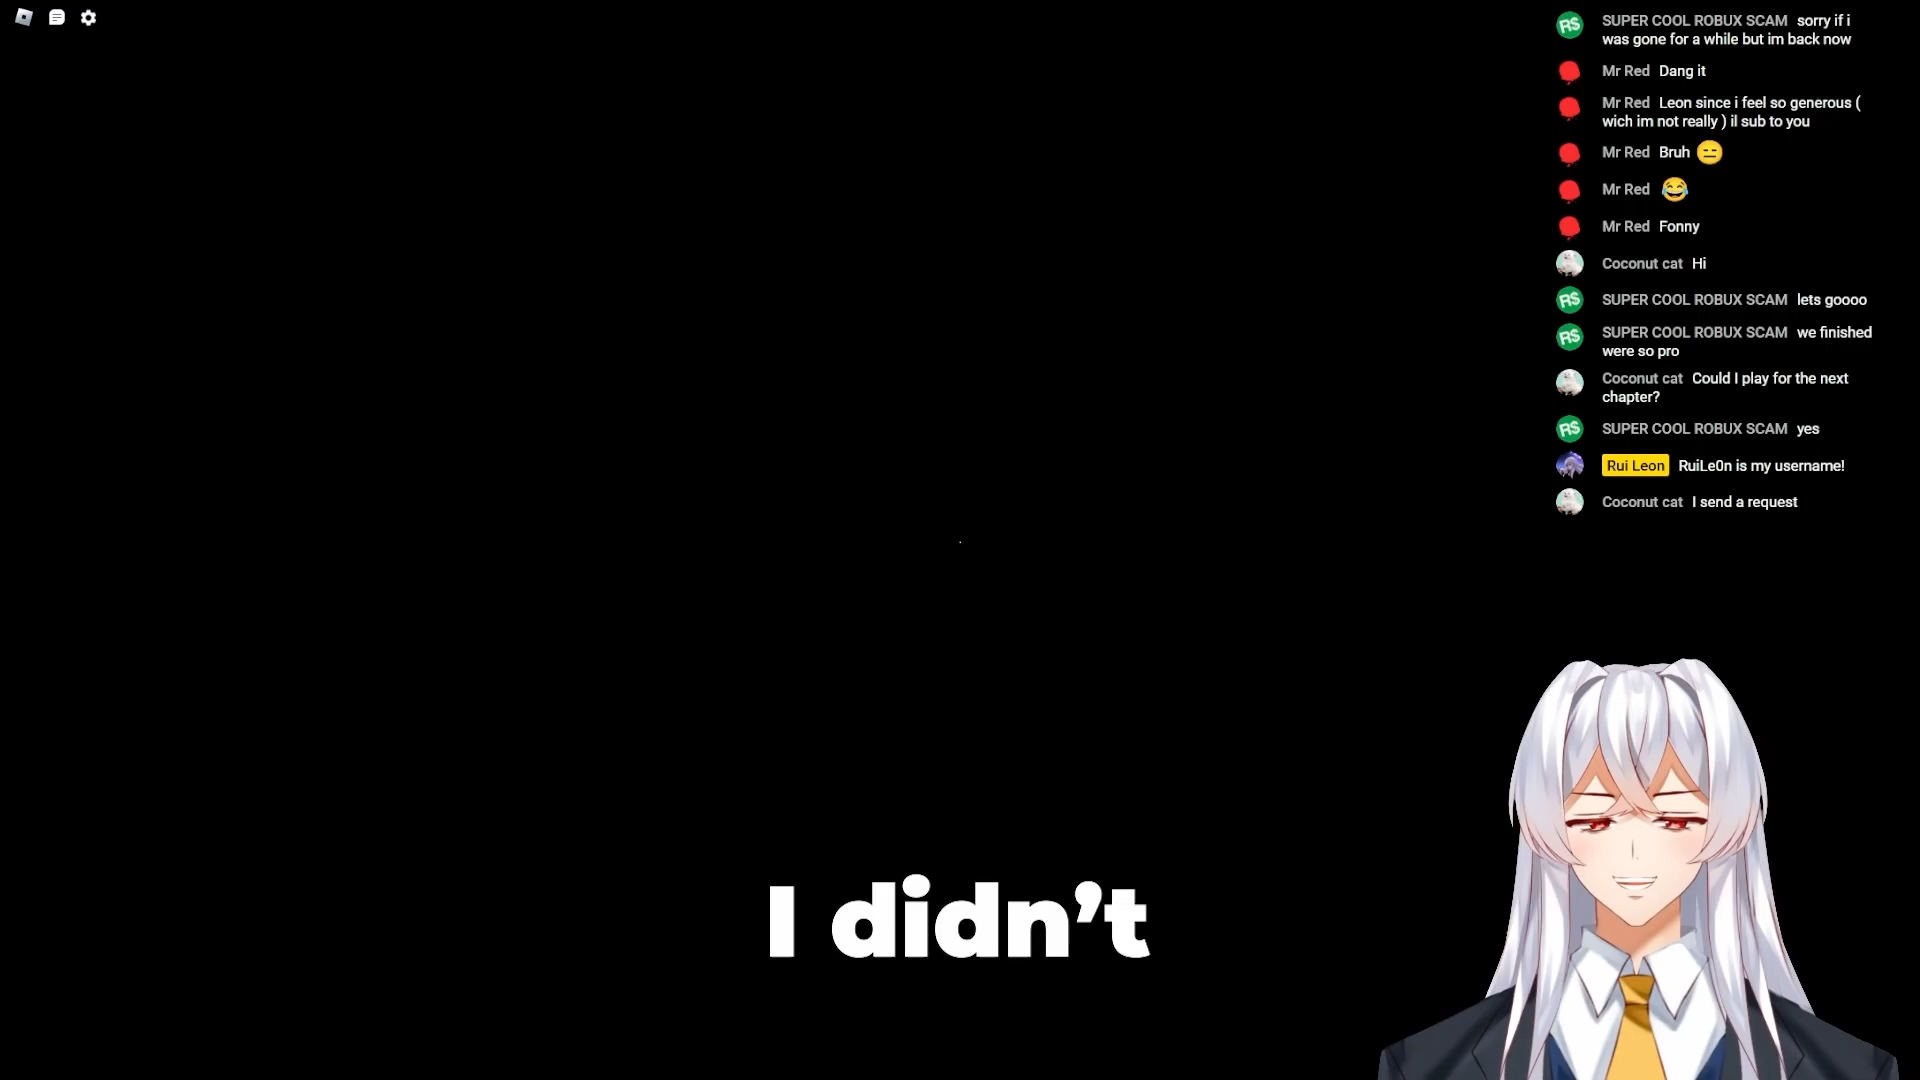 SUPER COOL ROBUX SCAM sorry if i
was gone for a while but im back now
Mr Red Dang it
Mr Red Leon since i feel so generous (
wich im not really ) il sub to you
Mr Red Bruh 😑
Mr Red 😂
Mr Red Fonny
Coconut cat Hi
SUPER COOL ROBUX SCAM lets goooo
SUPER COOL ROBUX SCAM we finished
were so pro
Coconut cat Could I play for the next
chapter?
SUPER COOL ROBUX SCAM yes
Rui Leon RuiLe0n is my username!
Coconut cat I send a request
I didn’t